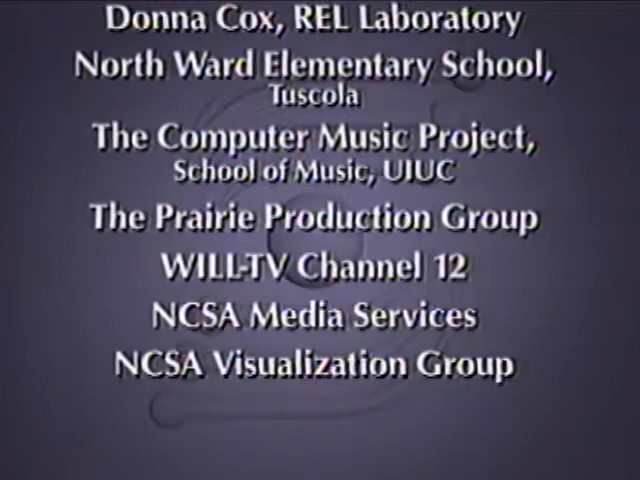 Donna Cox, REL Laboratory
North Ward Elementary School,
Tuscola
The Computer Music Project,
School of Music, UIUC
The Prairie Production Group
WILL-TV Channel 12
NCSA Media Services
NCSA Visualization Group